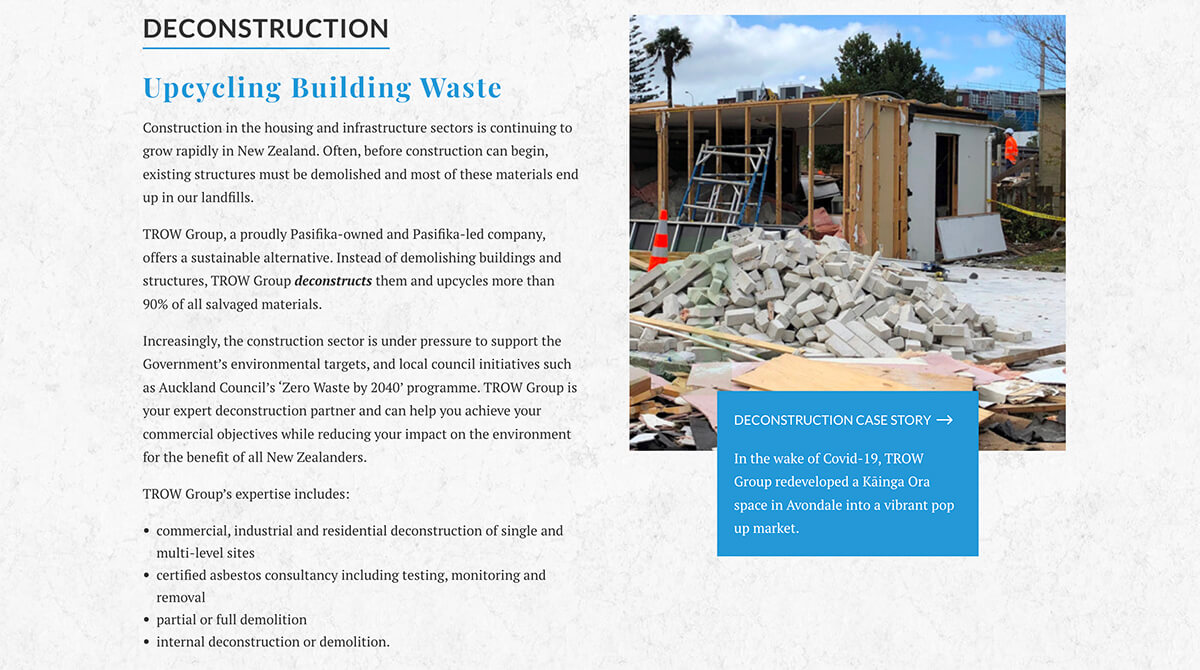 DECONSTRUCTION
Upcycling Building Waste
Construction in the housing and infrastructure sectors is continuing to
grow rapidly in New Zealand. Often, before construction can begin,
existing structures must be demolished and most of these materials end
up in our landfills.
TROW Group, a proudly Pasifika-owned and Pasifika-led company,
offers a sustainable alternative. Instead of demolishing buildings and
structures, TROW Group deconstructs them and upcycles more than
90% of all salvaged materials.
Increasingly, the construction sector is under pressure to support the
Government’s environmental targets, and local council initiatives such
as Auckland Council’s ‘Zero Waste by 2040’ programme. TROW Group is
your expert deconstruction partner and can help you achieve your
commercial objectives while reducing your impact on the environment
for the benefit of all New Zealanders.
TROW Group’s expertise includes:
• commercial, industrial and residential deconstruction of single and
multi-level sites
• certified asbestos consultancy including testing, monitoring and
removal
• partial or full demolition
• internal deconstruction or demolition.
DECONSTRUCTION CASE STORY →
In the wake of Covid-19, TROW
Group redeveloped a Kāinga Ora
space in Avondale into a vibrant pop
up market.